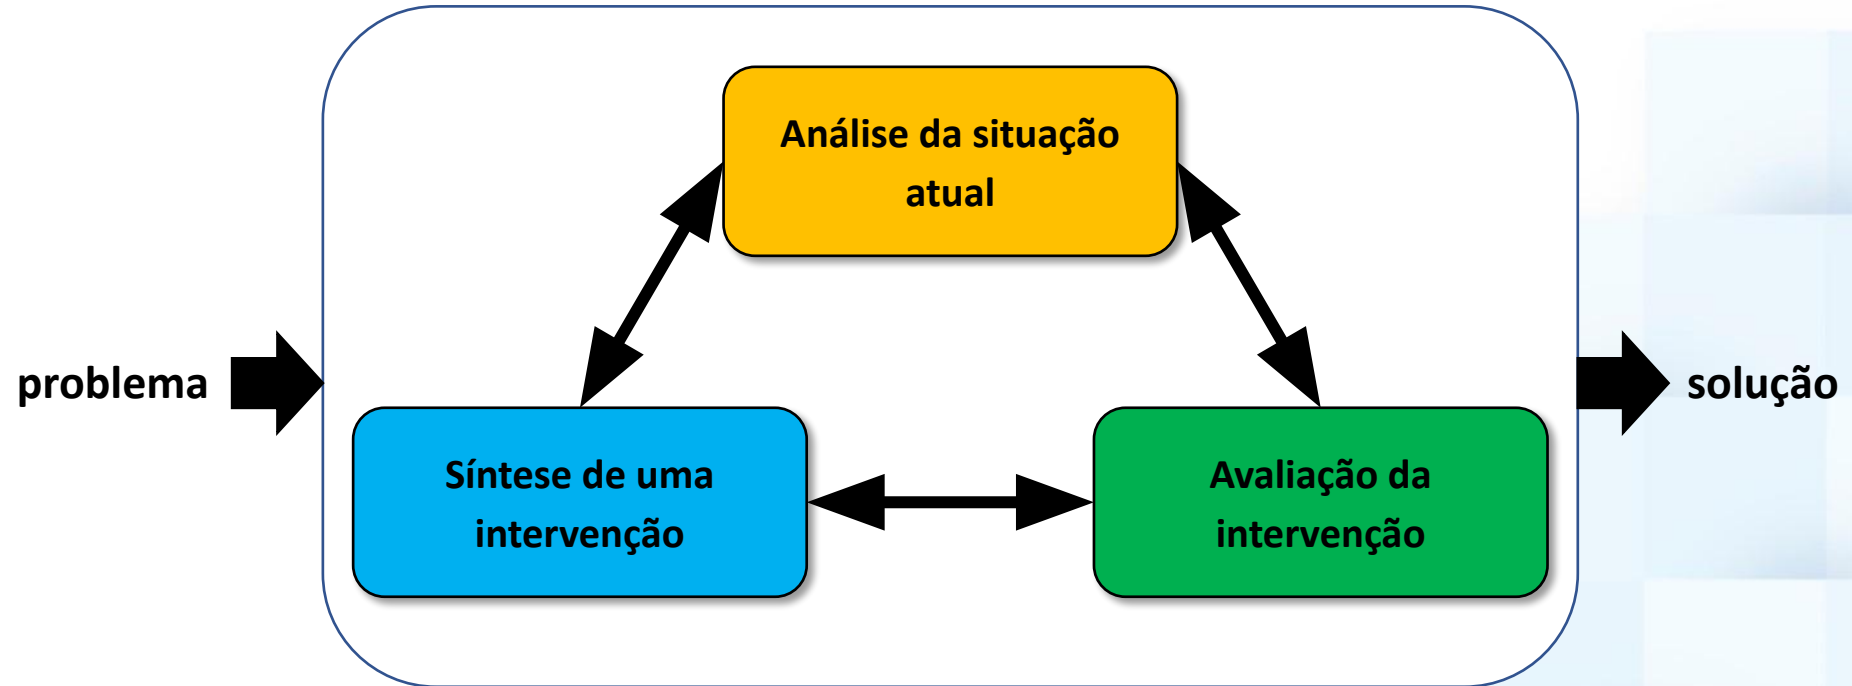 Análise da situação
atual
problema
solução
Síntese de uma
intervenção
Avaliação da
intervenção